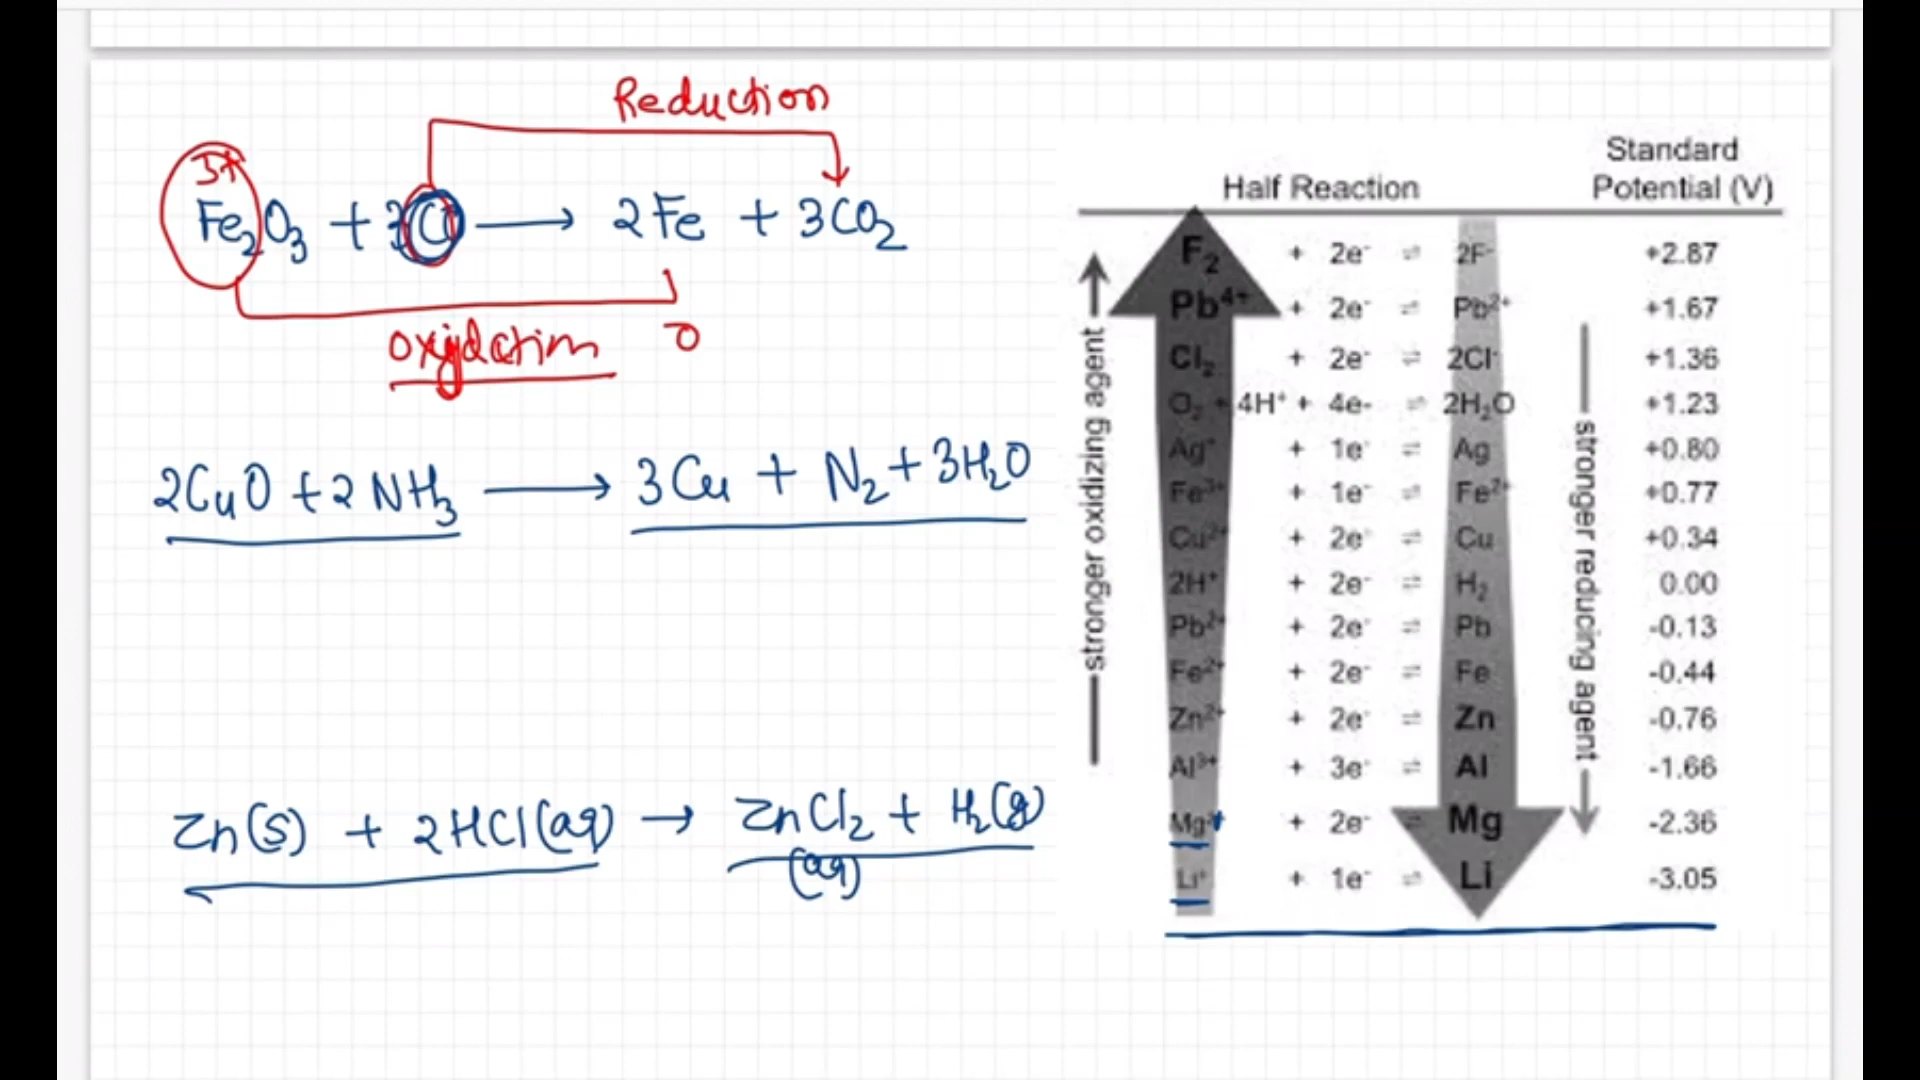 Reduction
3+
Fe₂O₃ + 3C ⟶ 2Fe + 3CO₂
oxidation 0
2CuO + 2NH₃ ⟶ 3Cu + N₂ + 3H₂O
Zn(s) + 2HCl(aq) → ZnCl₂ + H₂(g)
(aq)
Half Reaction Standard Potential (V)
F₂ + 2e⁻ ⇌ 2F⁻ +2.87
Pb⁴⁺ + 2e⁻ ⇌ Pb²⁺ +1.67
Cl₂ + 2e⁻ ⇌ 2Cl⁻ +1.36
O₂ + 4H⁺ + 4e- ⇌ 2H₂O +1.23
Ag⁺ + 1e⁻ ⇌ Ag +0.80
Fe³⁺ + 1e⁻ ⇌ Fe²⁺ +0.77
Cu²⁺ + 2e⁻ ⇌ Cu +0.34
2H⁺ + 2e⁻ ⇌ H₂ 0.00
Pb²⁺ + 2e⁻ ⇌ Pb -0.13
Fe²⁺ + 2e⁻ ⇌ Fe -0.44
Zn²⁺ + 2e⁻ ⇌ Zn -0.76
Al³⁺ + 3e⁻ ⇌ Al -1.66
Mg²⁺ + 2e⁻ ⇌ Mg -2.36
Li⁺ + 1e⁻ ⇌ Li -3.05
stronger oxidizing agent
stronger reducing agent